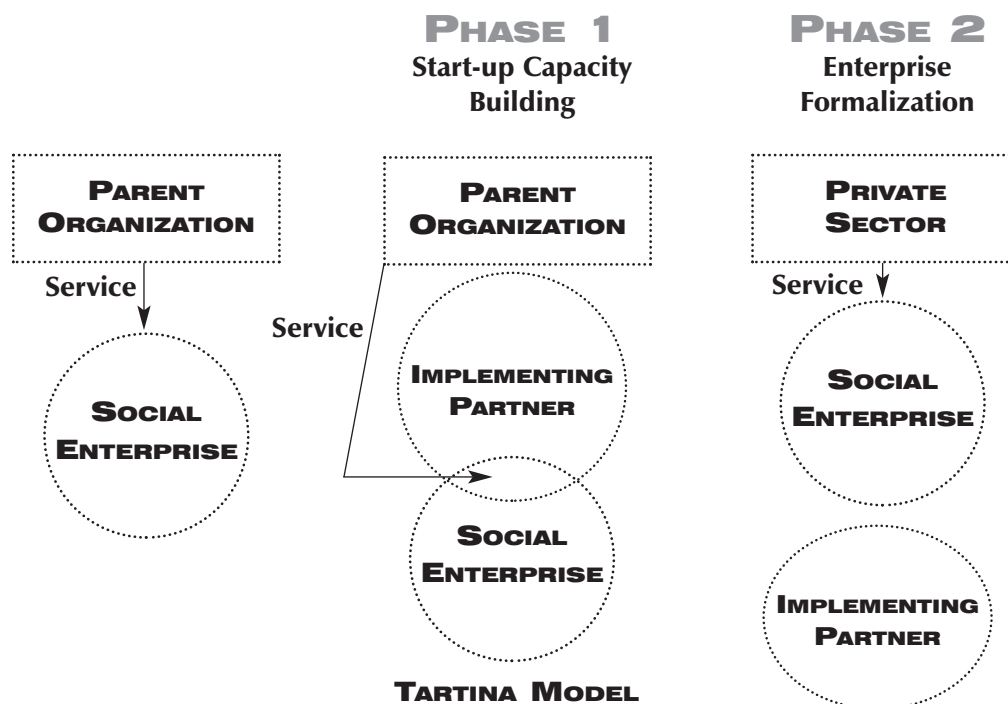 PHASE 1
Start-up Capacity
Building
PHASE 2
Enterprise
Formalization
PARENT
ORGANIZATION
Service
SOCIAL
ENTERPRISE
PARENT
ORGANIZATION
Service
IMPLEMENTING
PARTNER
SOCIAL
ENTERPRISE
TARTINA MODEL
PRIVATE
SECTOR
Service
SOCIAL
ENTERPRISE
IMPLEMENTING
PARTNER